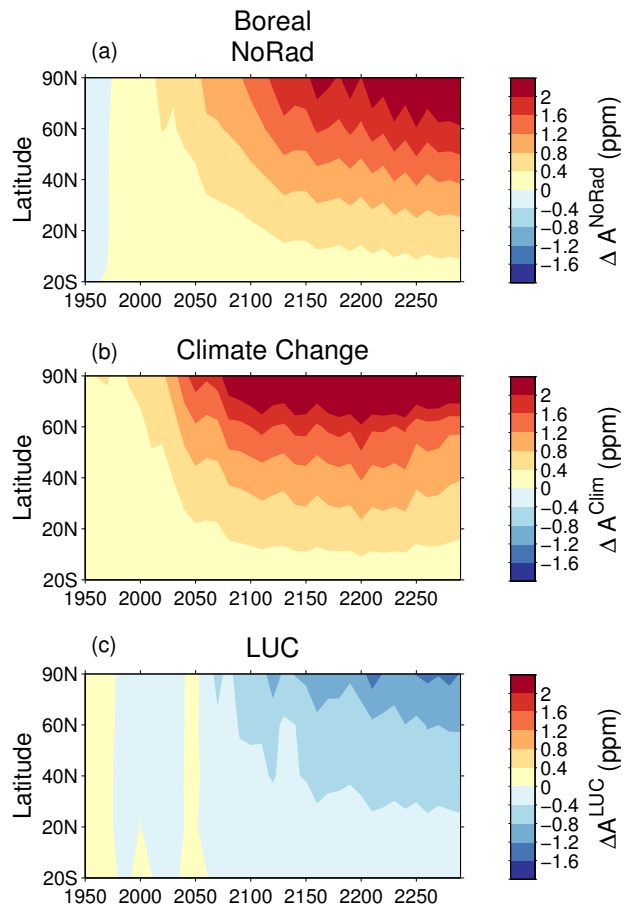 Boreal
(a) NoRad
90N
60N
40N
20N
20S
Latitude
1950 2000 2050 2100 2150 2200 2250
2
1.6
1.2
0.8
0.4
0
−0.4
−0.8
−1.2
−1.6
Δ A^NoRad (ppm)
(b) Climate Change
90N
60N
40N
20N
20S
Latitude
1950 2000 2050 2100 2150 2200 2250
2
1.6
1.2
0.8
0.4
0
−0.4
−0.8
−1.2
−1.6
Δ A^Clim (ppm)
(c) LUC
90N
60N
40N
20N
20S
Latitude
1950 2000 2050 2100 2150 2200 2250
2
1.6
1.2
0.8
0.4
0
−0.4
−0.8
−1.2
−1.6
ΔA^LUC (ppm)